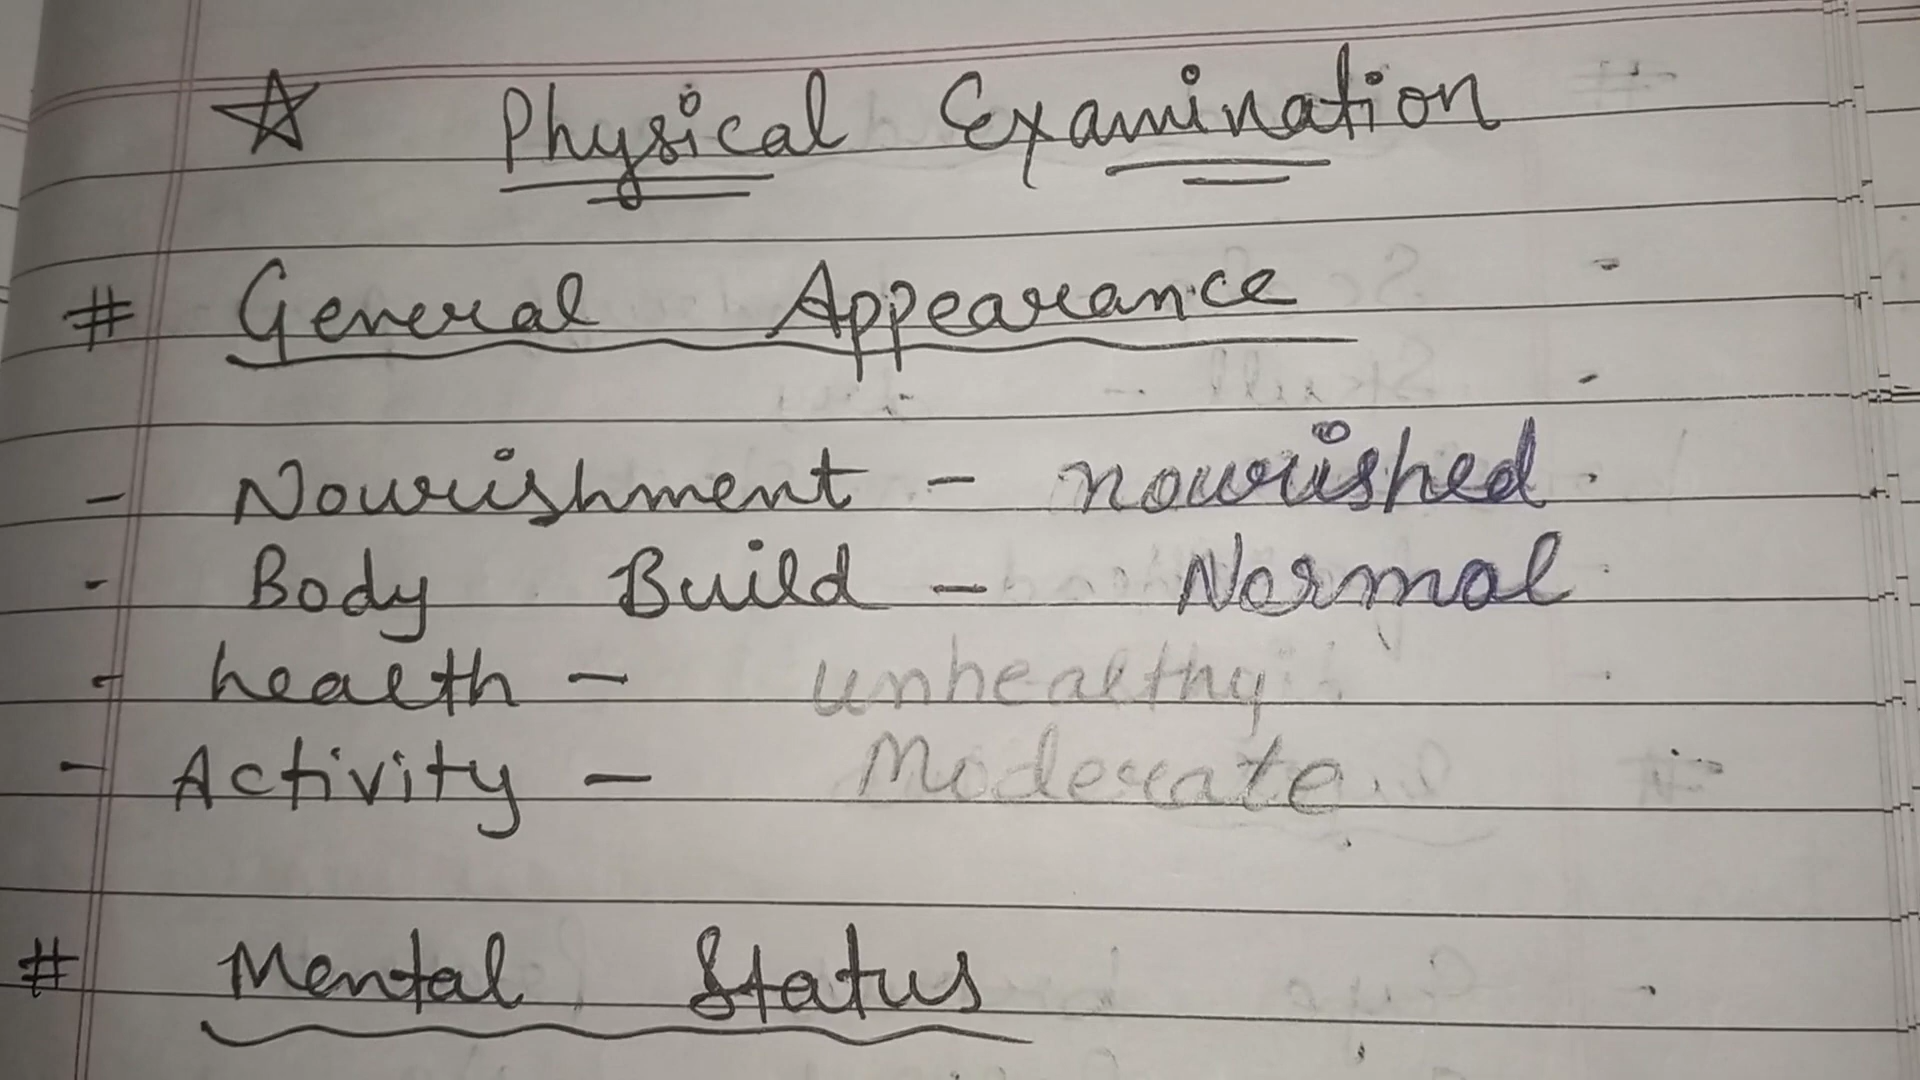 ☆ Physical Examination
# General Appearance
- Nourishment - nourished.
- Body Build - Normal.
- health - unhealthy
- Activity - Moderate.
# Mental Status